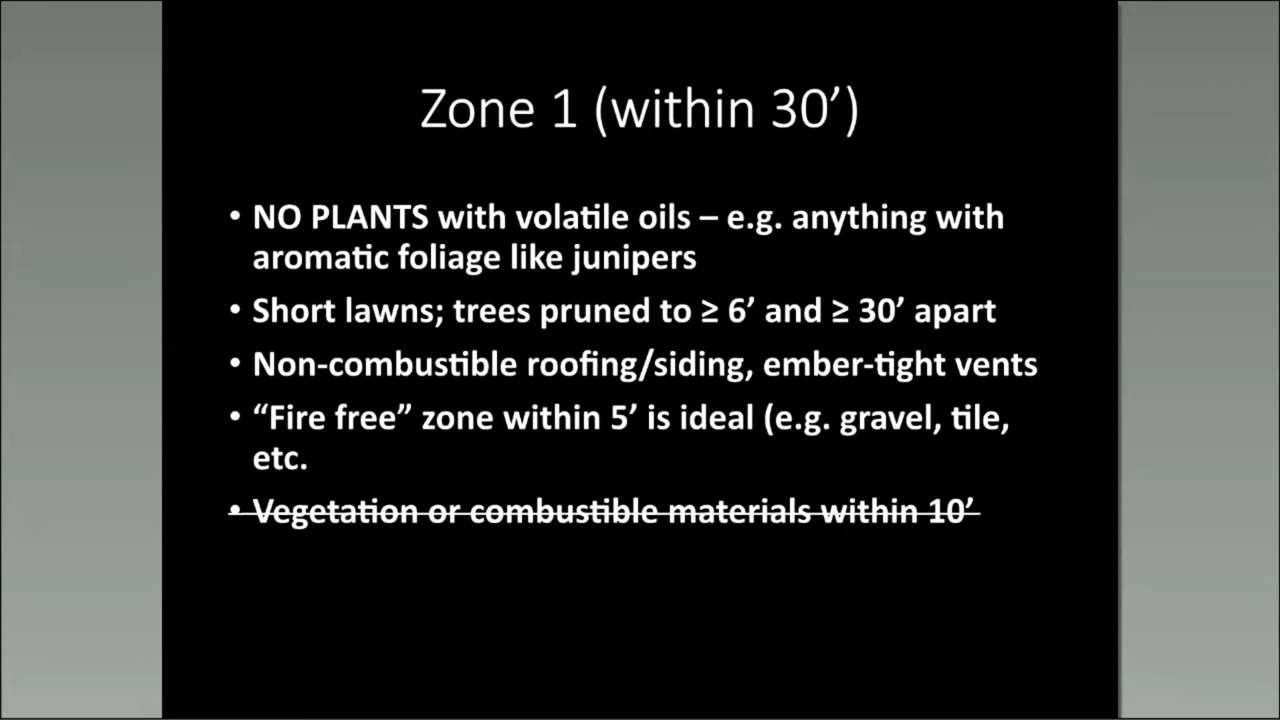 Zone 1 (within 30’)
• NO PLANTS with volatile oils – e.g. anything with
aromatic foliage like junipers
• Short lawns; trees pruned to ≥ 6’ and ≥ 30’ apart
• Non-combustible roofing/siding, ember-tight vents
• “Fire free” zone within 5’ is ideal (e.g. gravel, tile,
etc.
• Vegetation or combustible materials within 10’